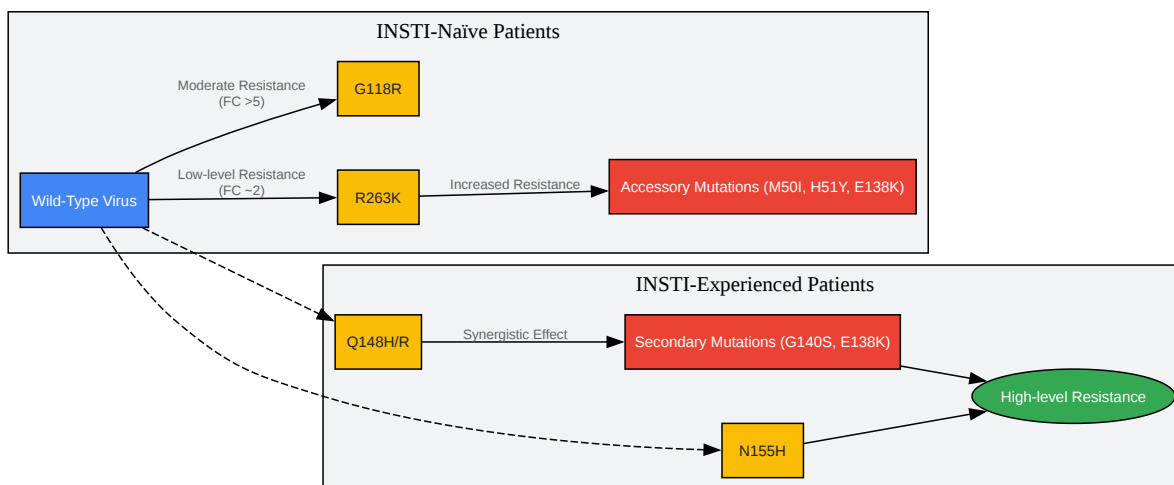 INSTI-Naïve Patients
Moderate Resistance
(FC >5)
G118R
Wild-Type Virus
Low-level Resistance
(FC ~2)
R263K
Increased Resistance
Accessory Mutations (M50I, H51Y, E138K)
INSTI-Experienced Patients
Q148H/R
Synergistic Effect
Secondary Mutations (G140S, E138K)
High-level Resistance
N155H